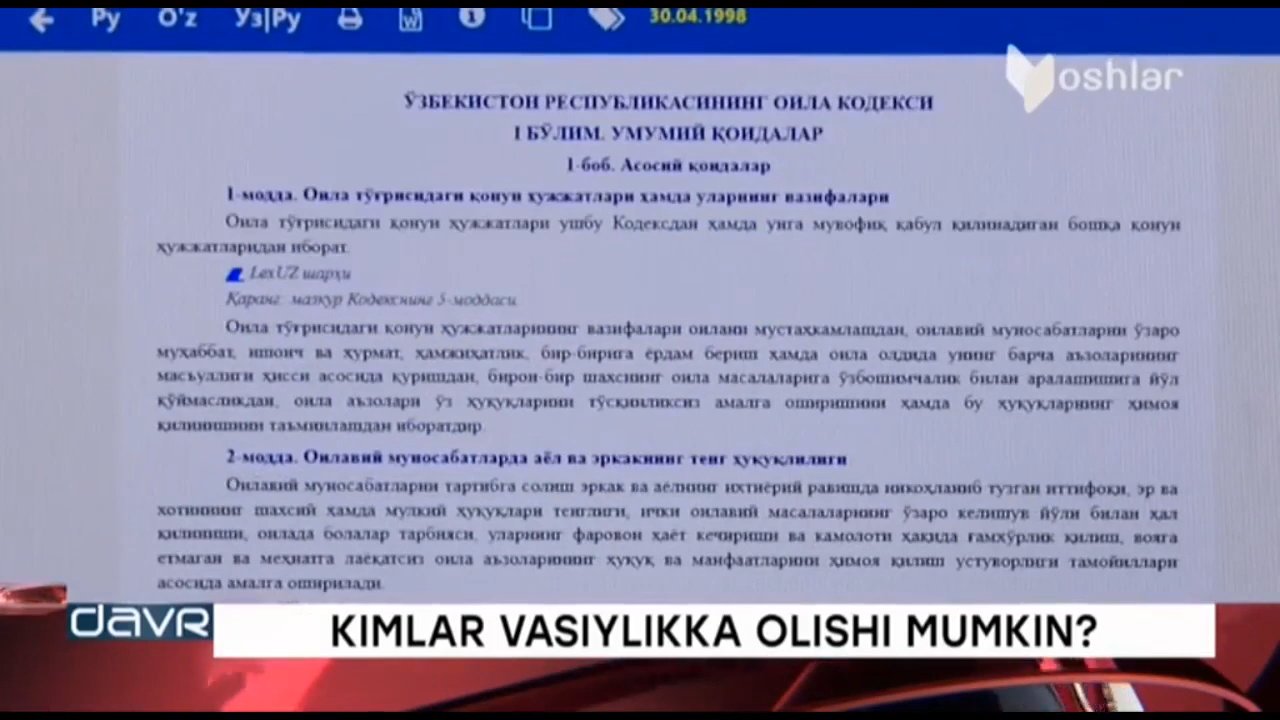 Ру O'z Уз|Ру 30.04.1998
oshlar
ЎЗБЕКИСТОН РЕСПУБЛИКАСИНИНГ ОИЛА КОДЕКСИ
I БЎЛИМ. УМУМИЙ ҚОИДАЛАР
1-боб. Асосий қоидалар
1-модда. Оила тўғрисидаги қонун ҳужжатлари ҳамда уларнинг вазифалари
Оила тўғрисидаги қонун ҳужжатлари ушбу Кодексдан ҳамда унга мувофиқ қабул қилинадиган бошқа қонун
ҳужжатларидан иборат.
LexUZ шарҳи
Қаранг: мазкур Кодекснинг 5-моддаси.
Оила тўғрисидаги қонун ҳужжатларининг вазифалари оилани мустаҳкамлашдан, оилавий муносабатларни ўзаро
муҳаббат, ишонч ва ҳурмат, ҳамжиҳатлик, бир-бирига ёрдам бериш ҳамда оила олдида унинг барча аъзоларининг
масъуллиги ҳисси асосида қуришдан, бирон-бир шахснинг оила масалаларига ўзбошимчалик билан аралашишига йўл
қўймасликдан, оила аъзолари ўз ҳуқуқларини тўсқинликсиз амалга оширишини ҳамда бу ҳуқуқларнинг ҳимоя
қилинишини таъминлашдан иборатдир.
2-модда. Оилавий муносабатларда аёл ва эркакнинг тенг ҳуқуқлилиги
Оилавий муносабатларни тартибга солиш эркак ва аёлнинг ихтиёрий равишда никоҳланиб тузган иттифоқи, эр ва
хотиннинг шахсий ҳамда мулкий ҳуқуқлари тенглиги, ички оилавий масалаларнинг ўзаро келишув йўли билан ҳал
қилиниши, оилада болалар тарбияси, уларнинг фаровон ҳаёт кечириши ва камолоти ҳақида ғамхўрлик қилиш, вояга
етмаган ва меҳнатга лаёқатсиз оила аъзоларининг ҳуқуқ ва манфаатларини ҳимоя қилиш устуворлиги тамойиллари
асосида амалга оширилади.
davr KIMLAR VASIYLIKKA OLISHI MUMKIN?